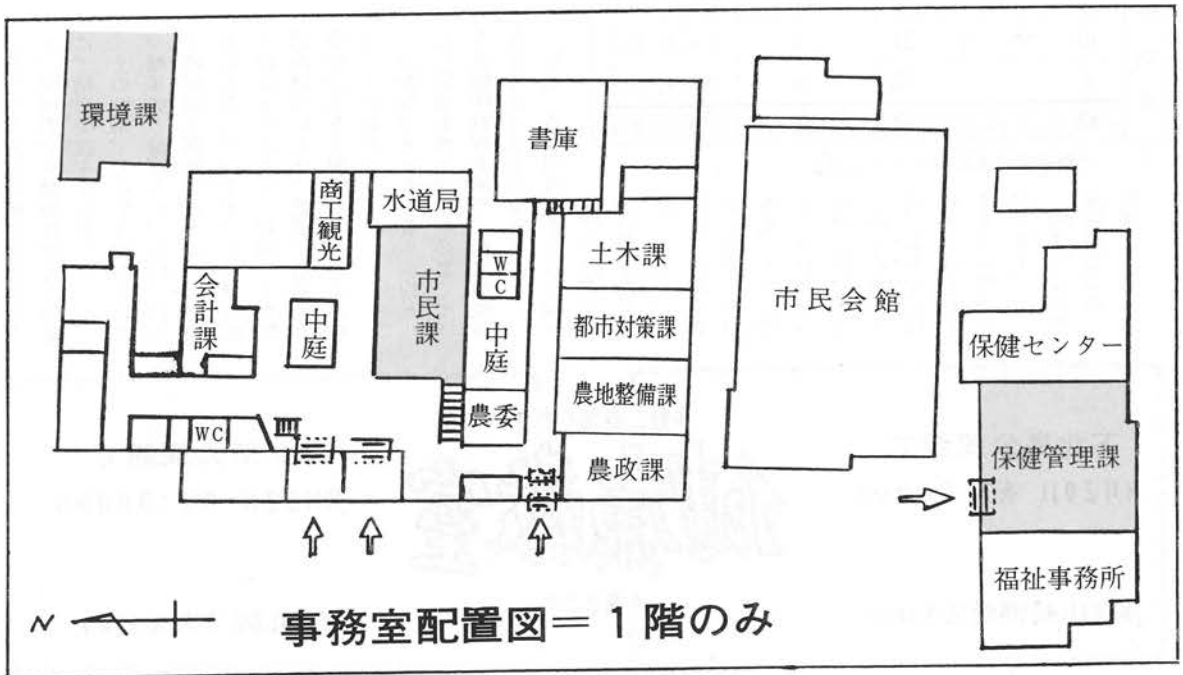 環境課
書庫
商工観光
水道局
WC
土木課
市民課
市民会館
会計課
中庭
中庭
都市対策課
保健センター
農地整備課
農委
WC
農政課
保健管理課
福祉事務所
N
事務室配置図=1階のみ